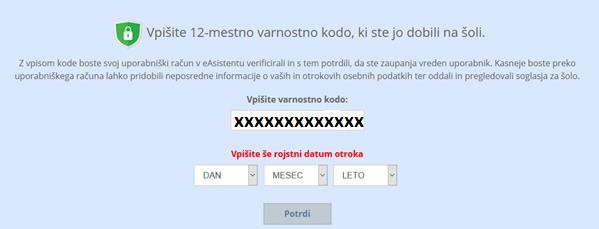 Vpišite 12-mestno varnostno kodo, ki ste jo dobili na šoli.
Z vpisom kode boste svoj uporabniški račun v eAsistentu verificirali in s tem potrdili, da ste zaupanja vreden uporabnik. Kasneje boste preko
uporabniškega računa lahko pridobili neposredne informacije o vaših in otrokovih osebnih podatkih ter oddali in pregledovali soglasja za šolo.
Vpišite varnostno kodo:
XXXXXXXXXXXXX
Vpišite še rojstni datum otroka
DAN MESEC LETO
Potrdi